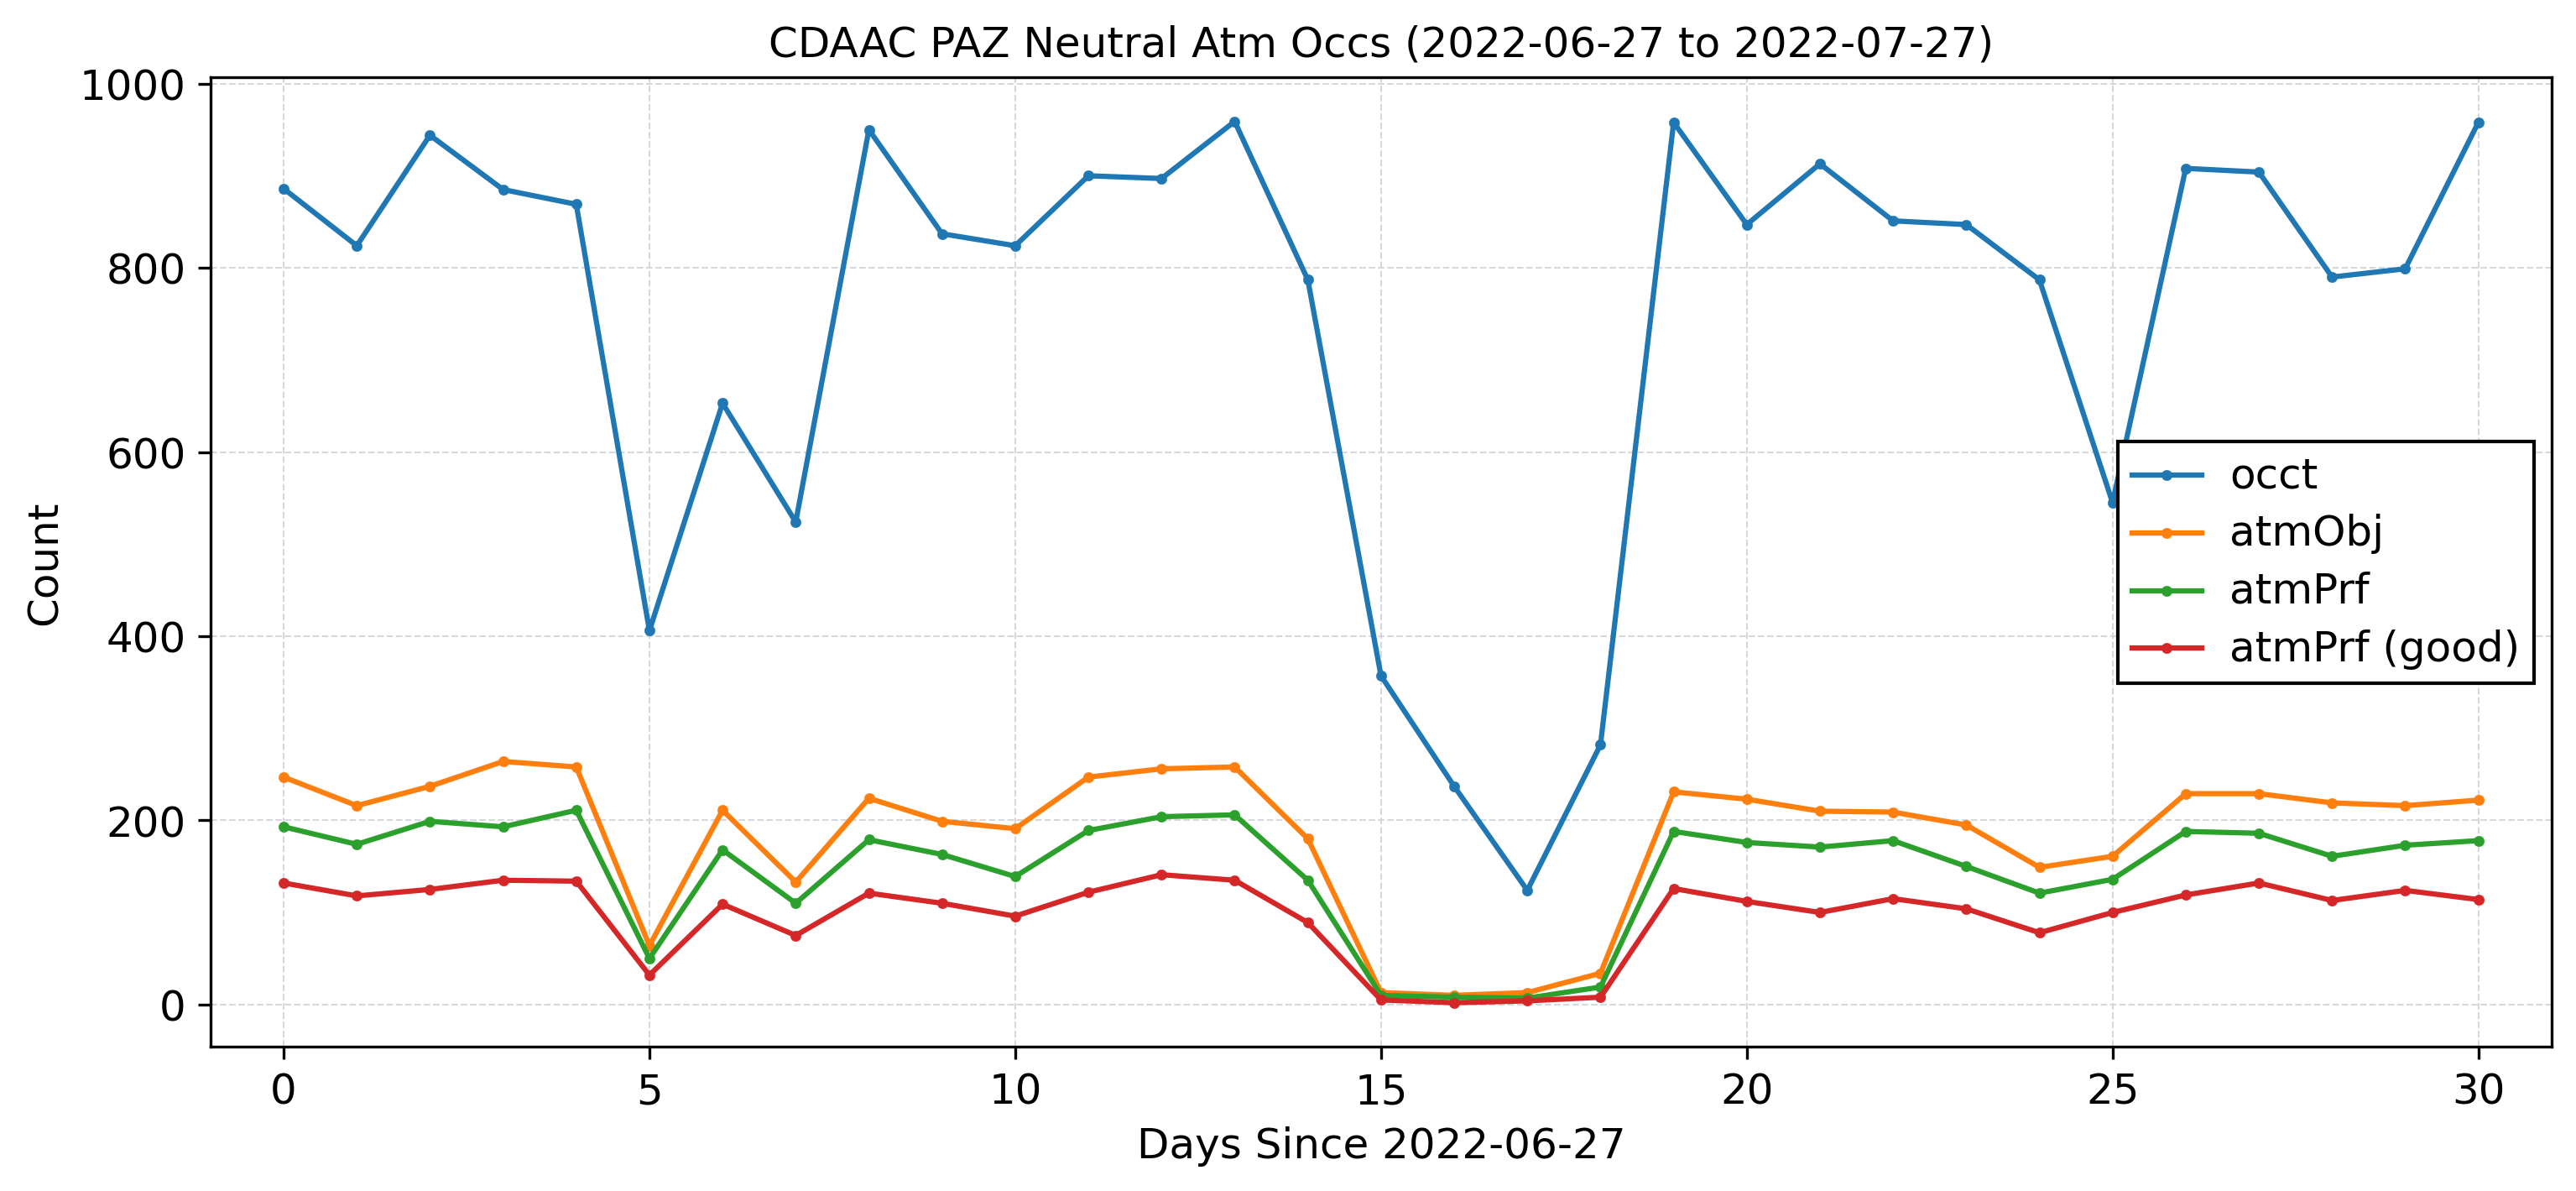 CDAAC PAZ Neutral Atm Occs (2022-06-27 to 2022-07-27)
1000
800
600
400
200
0
Count
occt
atmObj
atmPrf
atmPrf (good)
0 5 10 15 20 25 30
Days Since 2022-06-27